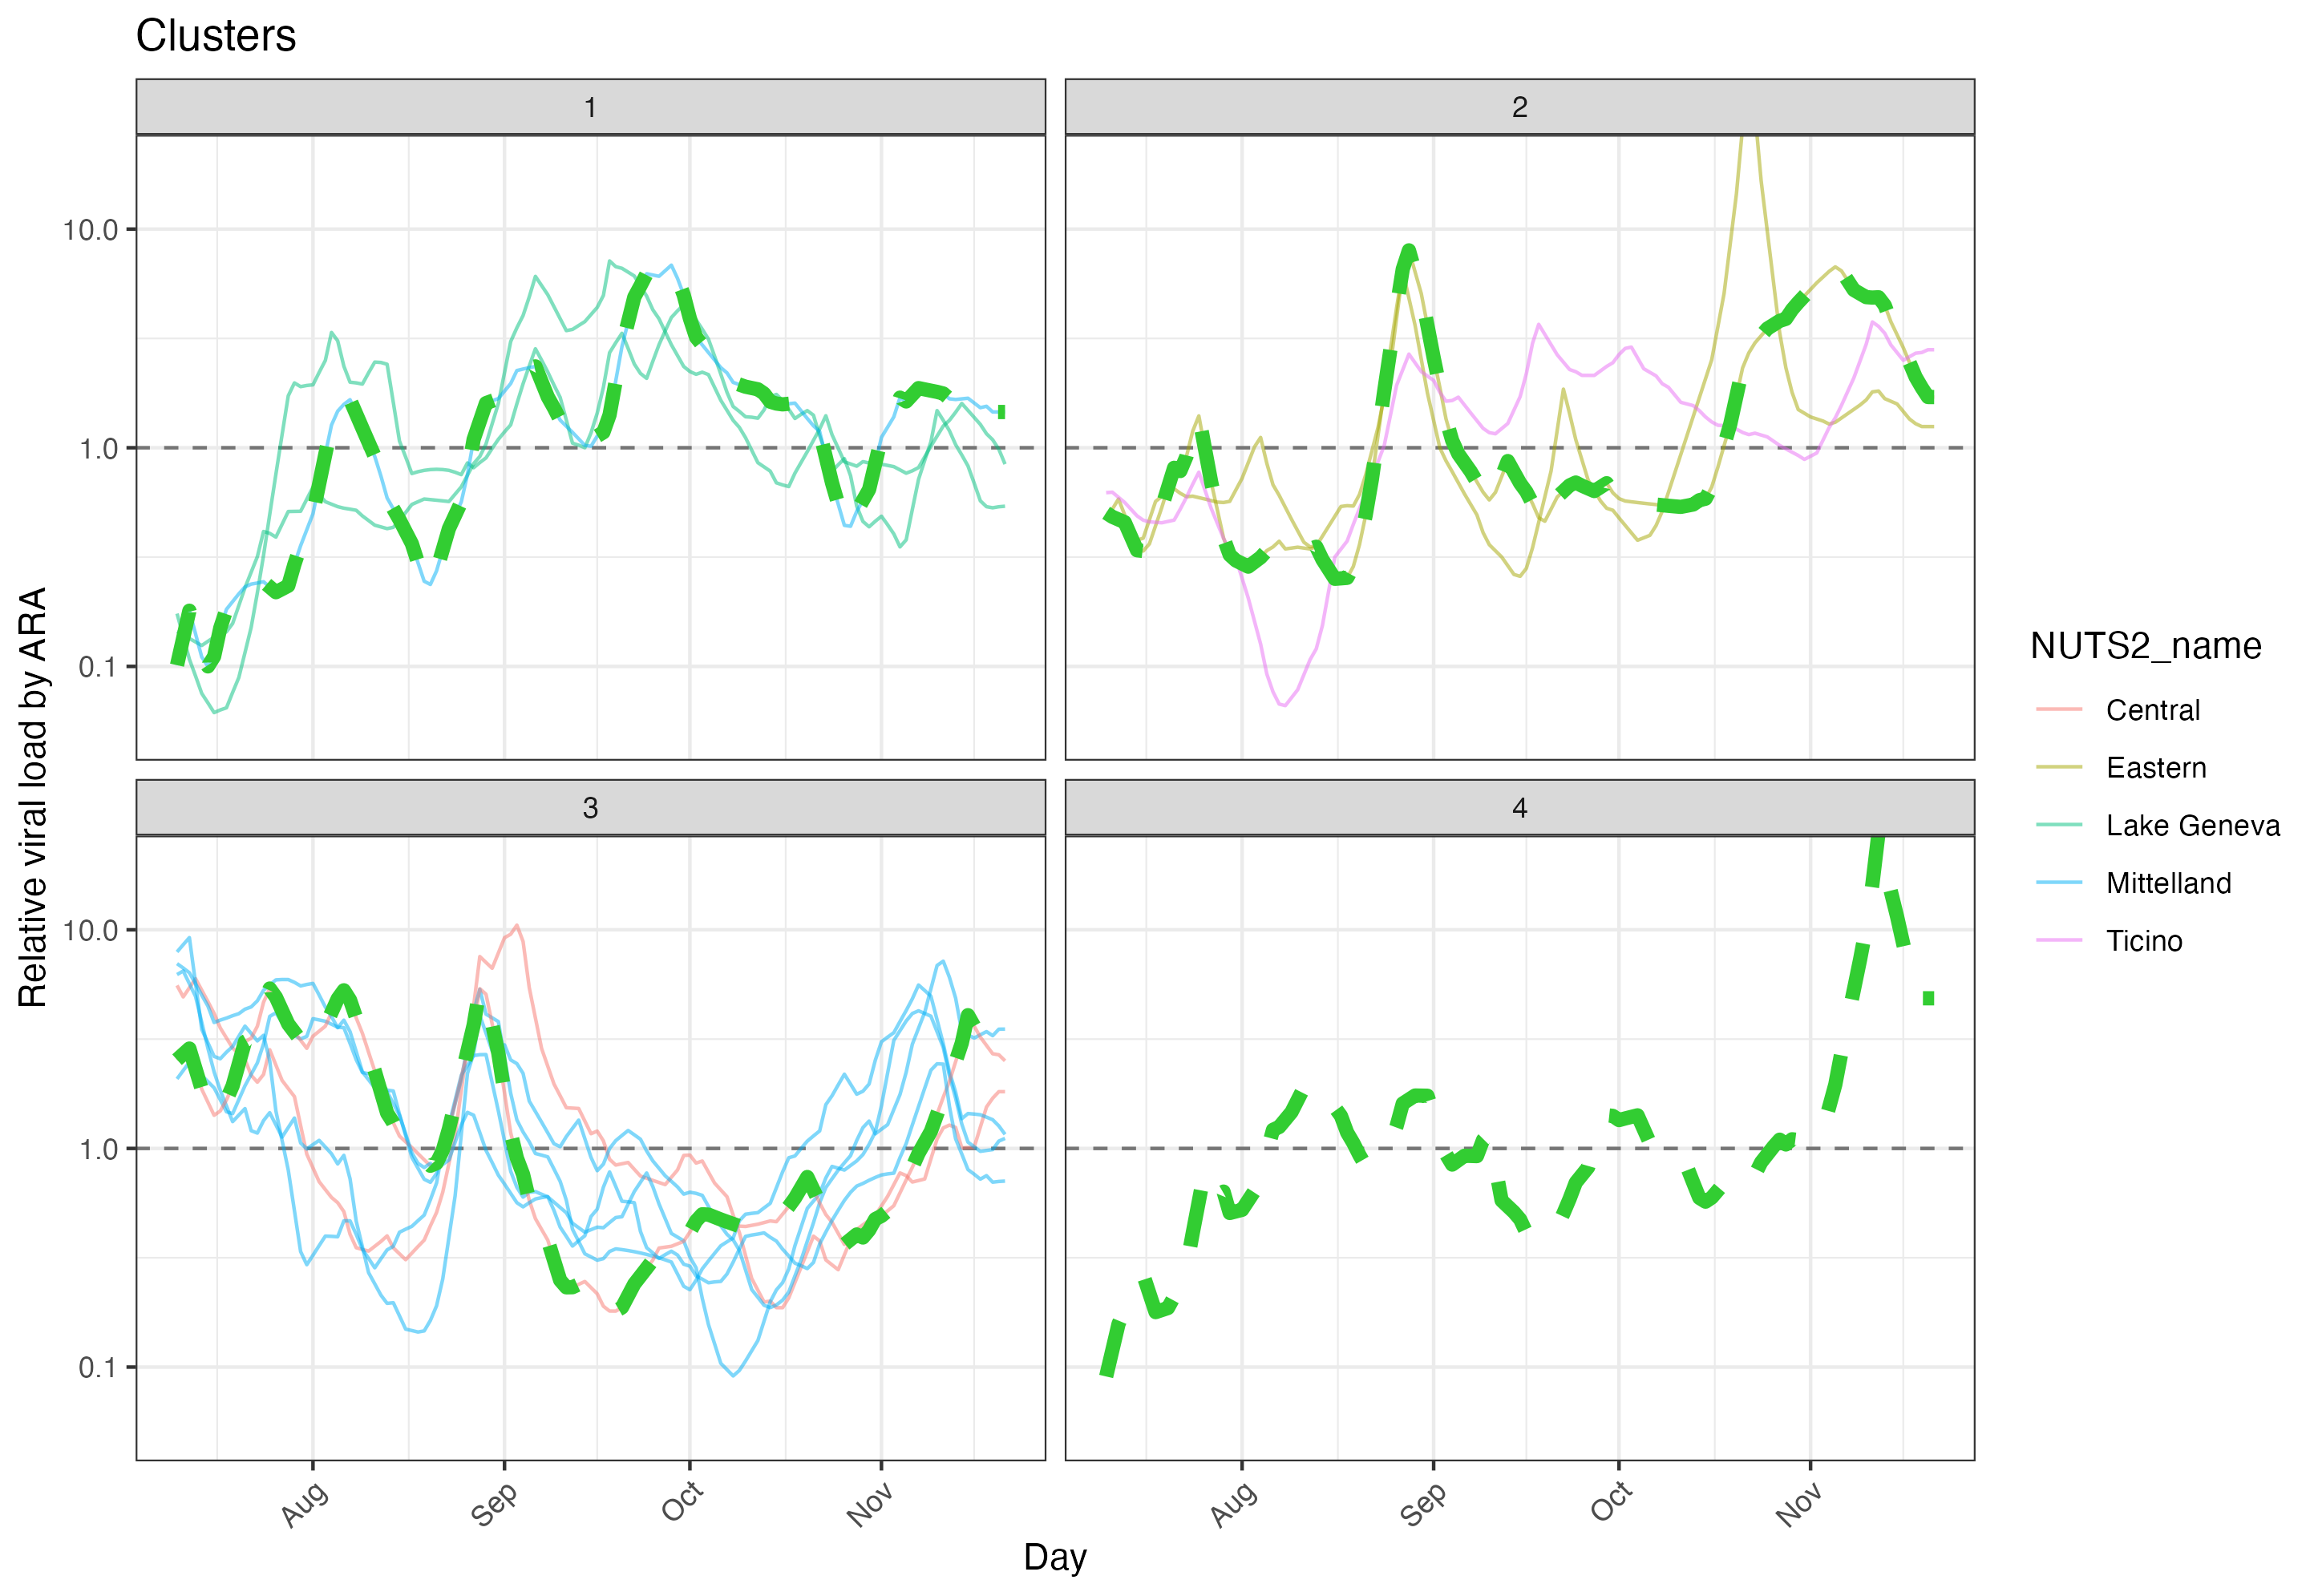 Clusters
1
2
10.0
1.0
0.1
3
4
10.0
1.0
0.1
Aug
Sep
Oct
Nov
Aug
Sep
Oct
Nov
Day
Relative viral load by ARA
NUTS2_name
Central
Eastern
Lake Geneva
Mittelland
Ticino